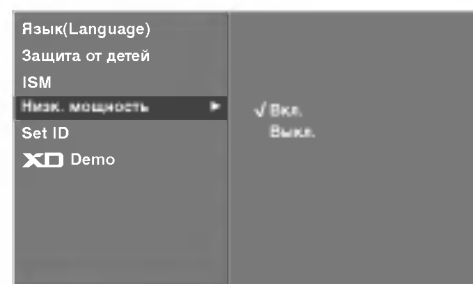 Язык(Language)
Защита от детей
ISM
Низк. мощность
√ Вкл.
Выкл.
Set ID
XD Demo